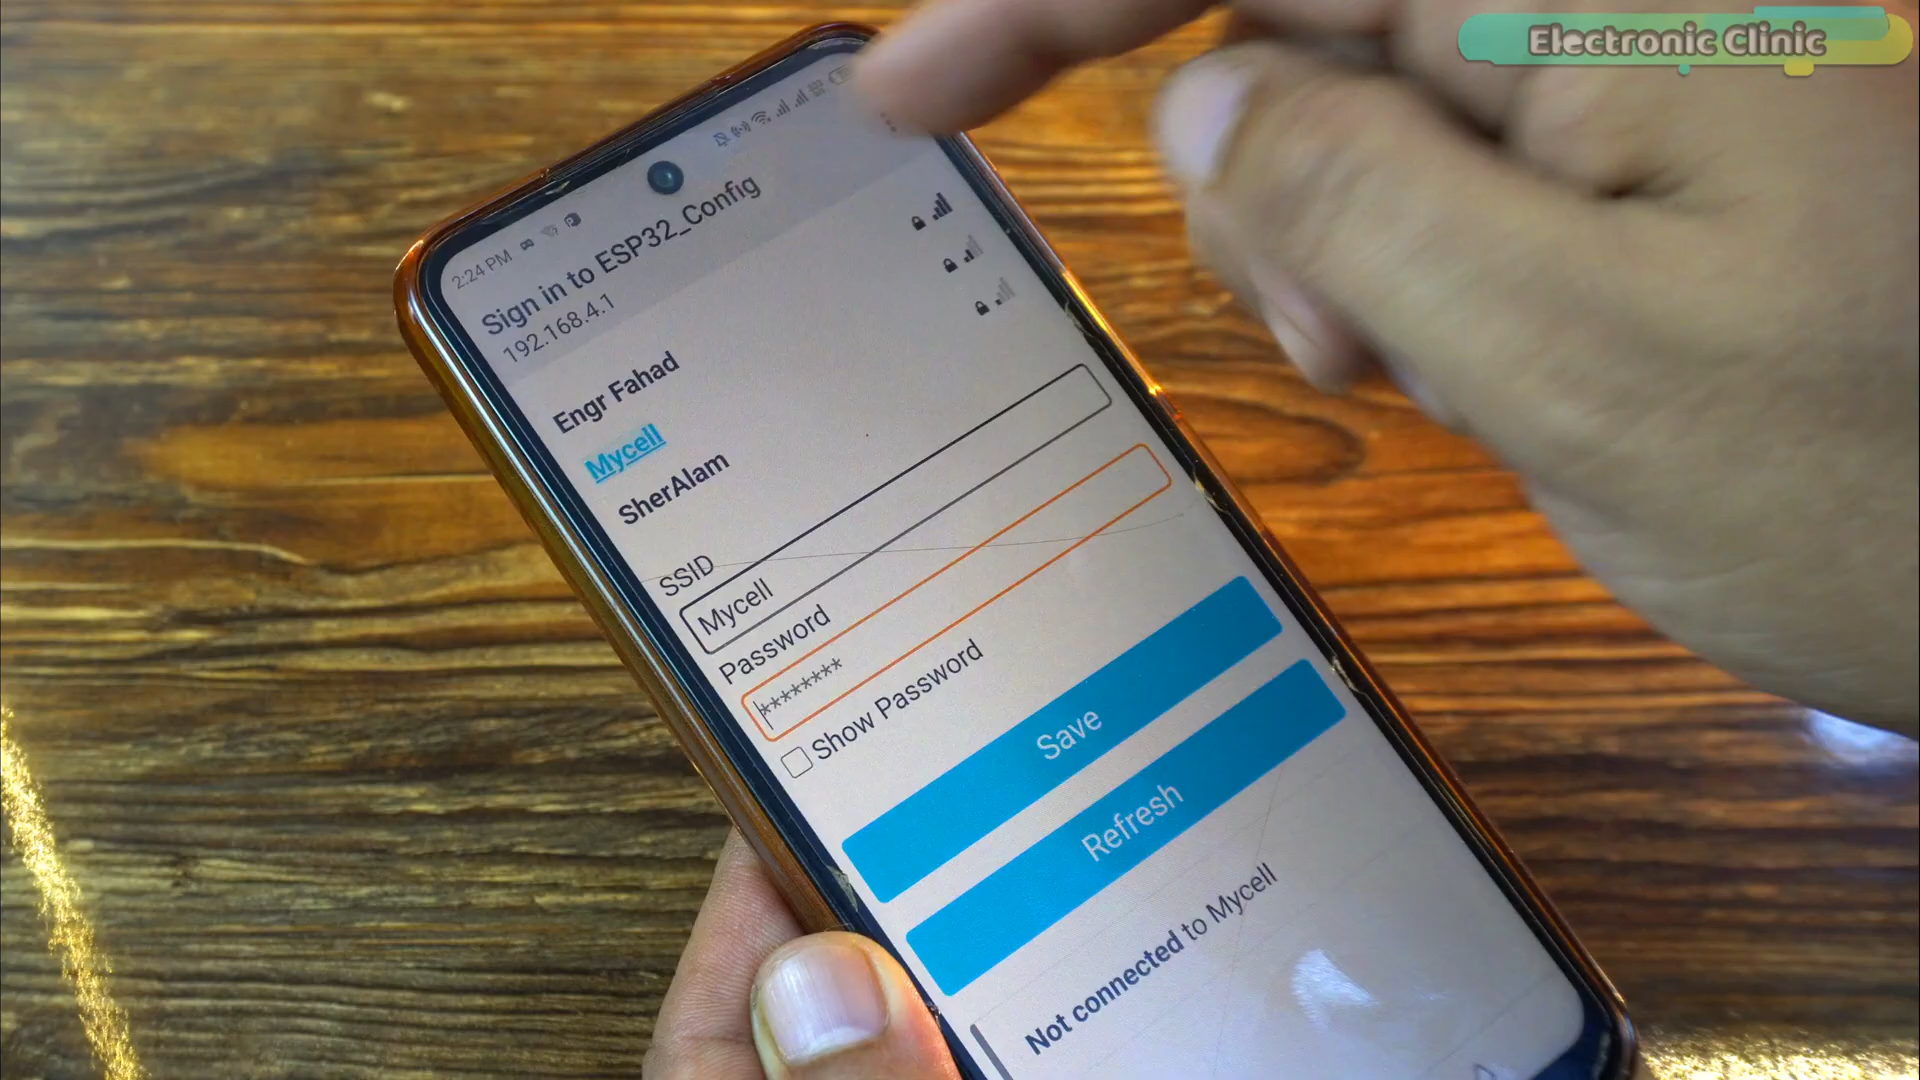 Electronic Clinic
2:24 PM
Sign in to ESP32_Config
192.168.4.1
Engr Fahad
Mycell
SherAlam
SSID
Mycell
Password
********
Show Password
Save
Refresh
Not connected to Mycell